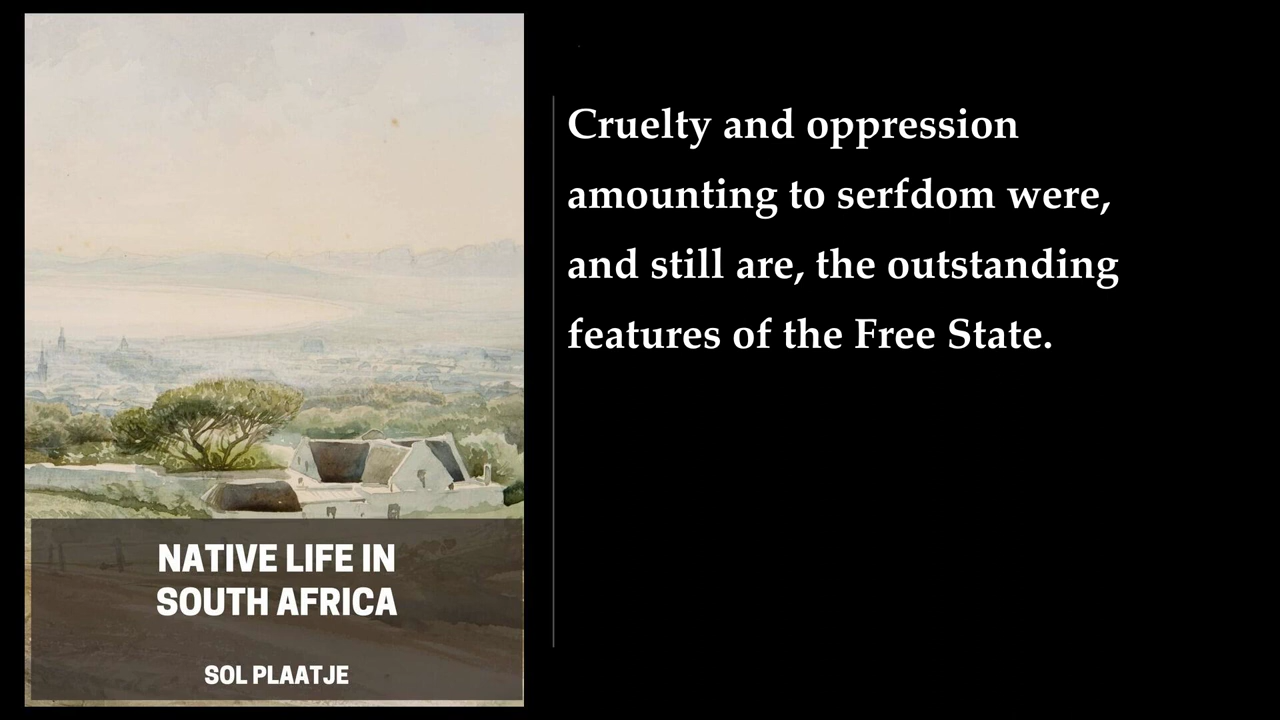 Cruelty and oppression
amounting to serfdom were,
and still are, the outstanding
features of the Free State.
NATIVE LIFE IN
SOUTH AFRICA
SOL PLAATJE